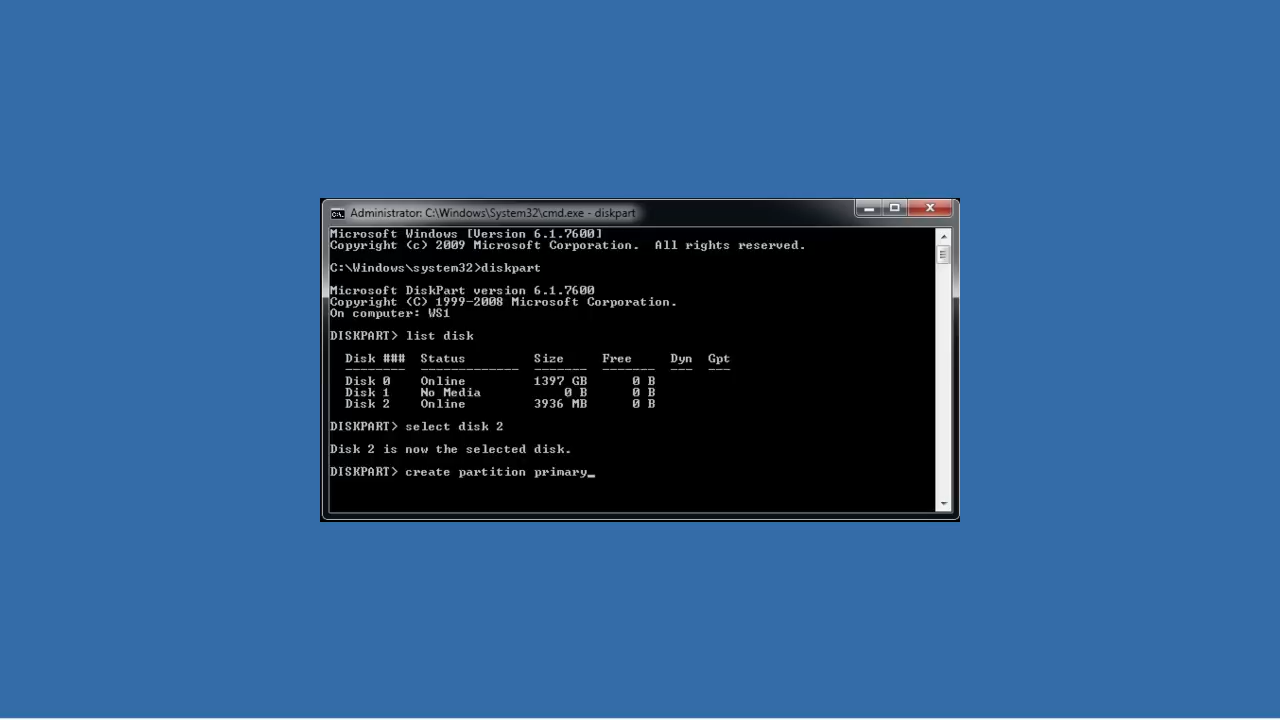 Administrator: C:\Windows\System32\cmd.exe - diskpart
Microsoft Windows [Version 6.1.7600]
Copyright (c) 2009 Microsoft Corporation.  All rights reserved.
C:\Windows\system32>diskpart
Microsoft DiskPart version 6.1.7600
Copyright (C) 1999-2008 Microsoft Corporation.
On computer: WS1
DISKPART> list disk
Disk ###  Status         Size     Free     Dyn  Gpt
--------  -------------  -------  -------  ---  ---
Disk 0    Online         1397 GB      0 B
Disk 1    No Media          0 B      0 B
Disk 2    Online         3936 MB      0 B
DISKPART> select disk 2
Disk 2 is now the selected disk.
DISKPART> create partition primary_